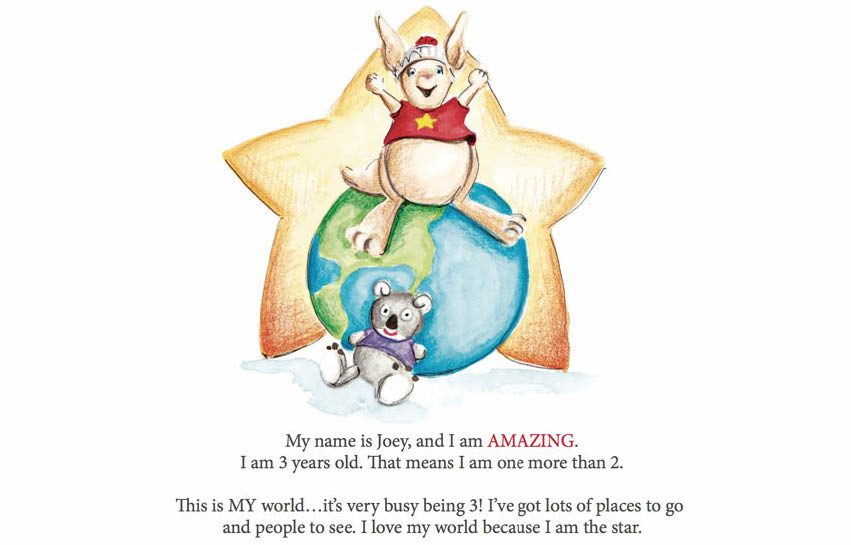 My name is Joey, and I am AMAZING.
I am 3 years old. That means I am one more than 2.
This is MY world…it’s very busy being 3! I’ve got lots of places to go
and people to see. I love my world because I am the star.